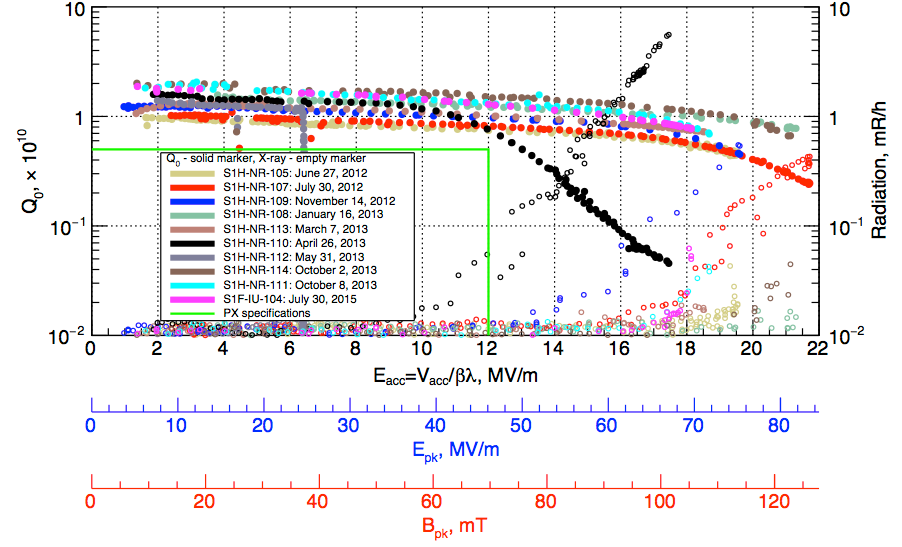 10
10
1
1
10⁻¹
10⁻¹
10⁻²
10⁻²
Q₀, × 10¹⁰
Radiation, mR/h
Q₀ - solid marker, X-ray - empty marker
S1H-NR-105: June 27, 2012
S1H-NR-107: July 30, 2012
S1H-NR-109: November 14, 2012
S1H-NR-108: January 16, 2013
S1H-NR-113: March 7, 2013
S1H-NR-110: April 26, 2013
S1H-NR-112: May 31, 2013
S1H-NR-114: October 2, 2013
S1H-NR-111: October 8, 2013
S1F-IU-104: July 30, 2015
PX specifications
0 2 4 6 8 10 12 14 16 18 20 22
Eacc=Vacc/βλ, MV/m
0 10 20 30 40 50 60 70 80
Epk, MV/m
0 20 40 60 80 100 120
Bpk, mT